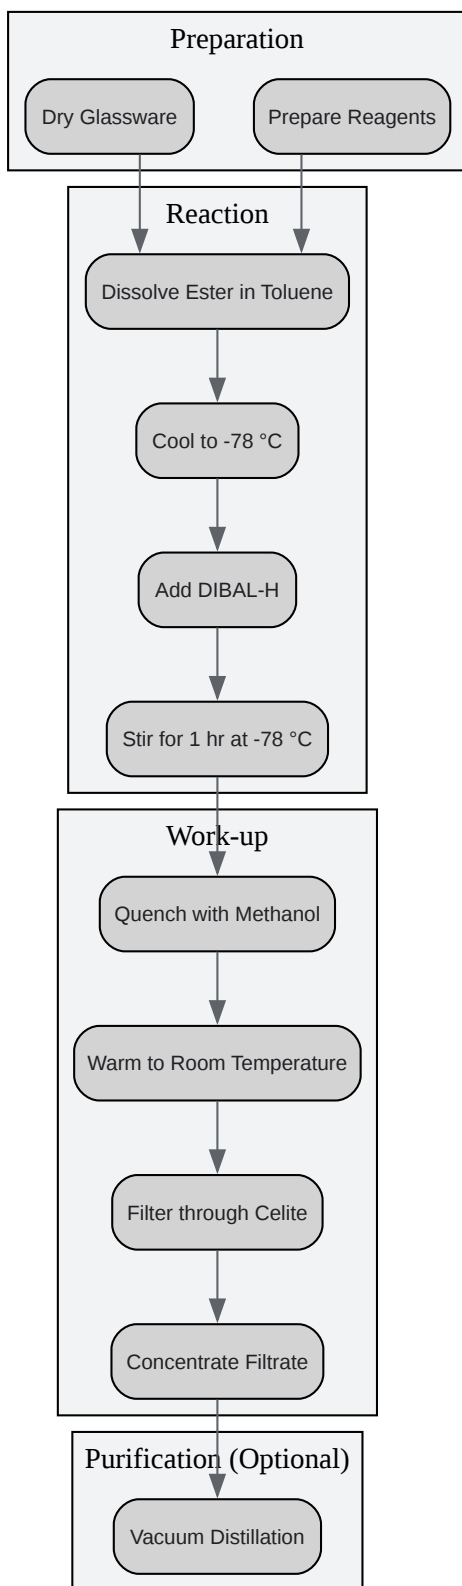 Preparation
Dry Glassware
Prepare Reagents
Reaction
Dissolve Ester in Toluene
Cool to -78 °C
Add DIBAL-H
Stir for 1 hr at -78 °C
Work-up
Quench with Methanol
Warm to Room Temperature
Filter through Celite
Concentrate Filtrate
Purification (Optional)
Vacuum Distillation